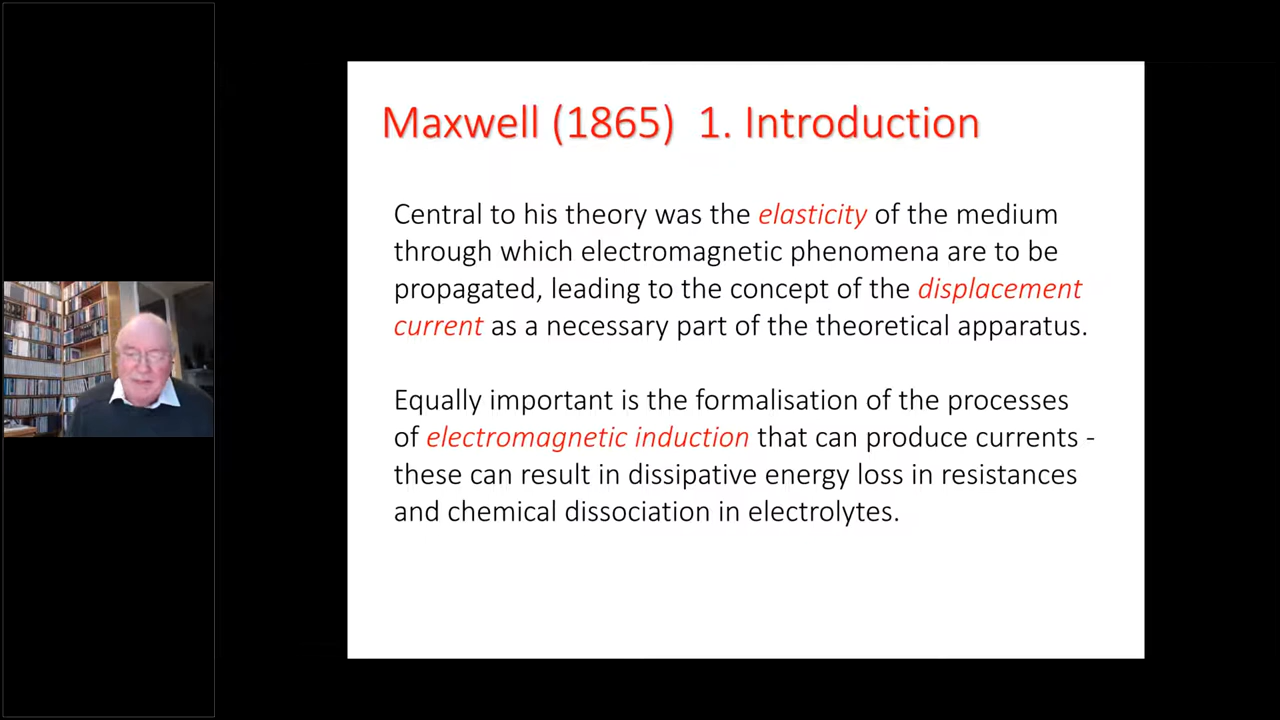 Maxwell (1865) 1. Introduction
Central to his theory was the elasticity of the medium
through which electromagnetic phenomena are to be
propagated, leading to the concept of the displacement
current as a necessary part of the theoretical apparatus.
Equally important is the formalisation of the processes
of electromagnetic induction that can produce currents -
these can result in dissipative energy loss in resistances
and chemical dissociation in electrolytes.